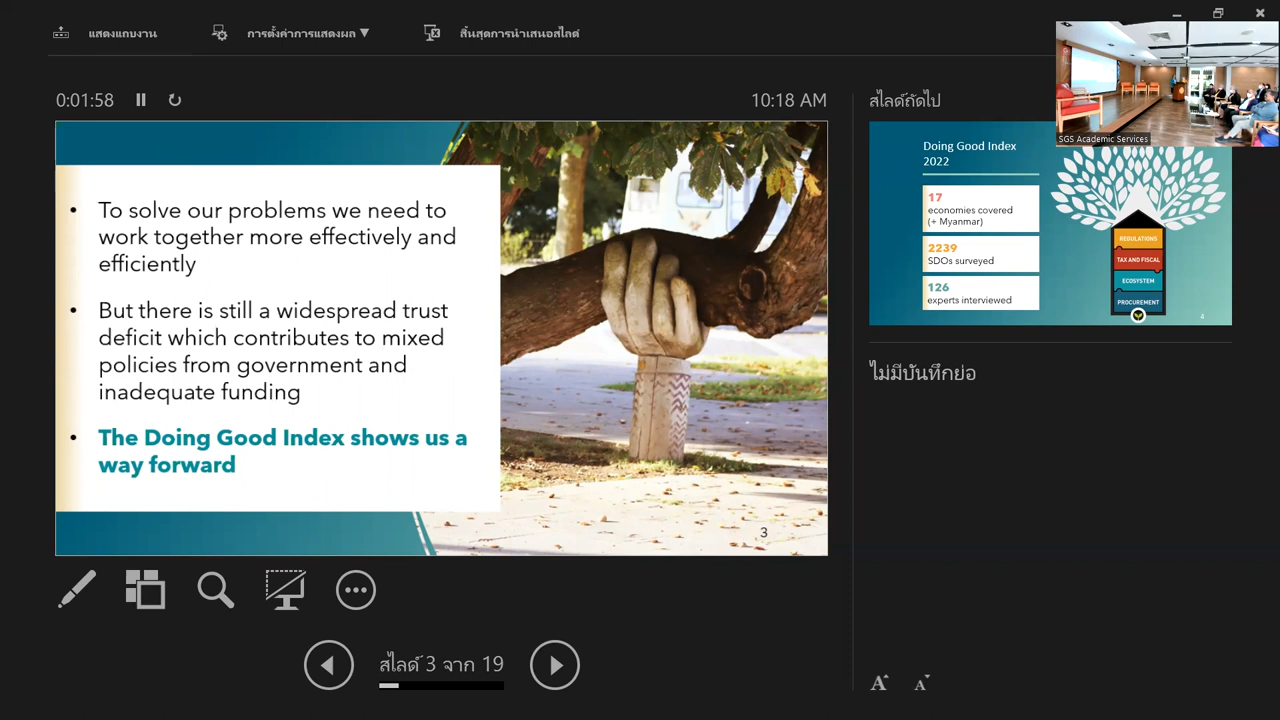 แสดงแถบงาน
การตั้งค่าการแสดงผล ▼
สิ้นสุดการนำเสนอสไลด์
0:01:58
10:18 AM
สไลด์ถัดไป
SGS Academic Services
• To solve our problems we need to
work together more effectively and
efficiently
• But there is still a widespread trust
deficit which contributes to mixed
policies from government and
inadequate funding
• The Doing Good Index shows us a
way forward
3
Doing Good Index
2022
17
economies covered
(+ Myanmar)
2239
SDOs surveyed
126
experts interviewed
REGULATIONS
TAX AND FISCAL
ECOSYSTEM
PROCUREMENT
4
ไม่มีบันทึกย่อ
สไลด์ 3 จาก 19
A A